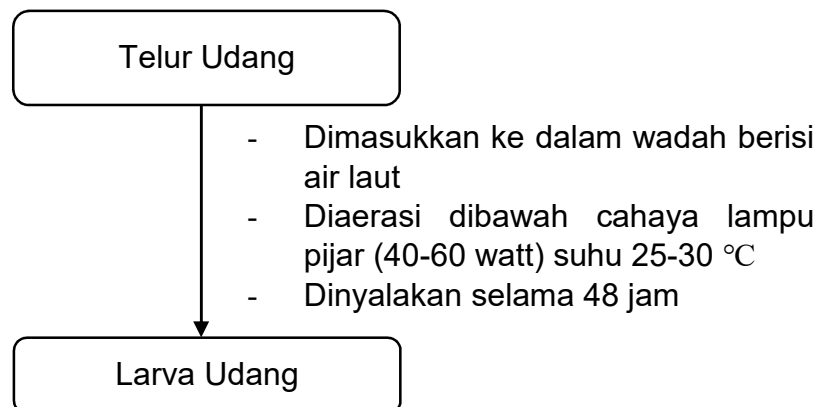 Telur Udang
- Dimasukkan ke dalam wadah berisi
air laut
- Diaerasi dibawah cahaya lampu
pijar (40-60 watt) suhu 25-30 ℃
- Dinyalakan selama 48 jam
Larva Udang